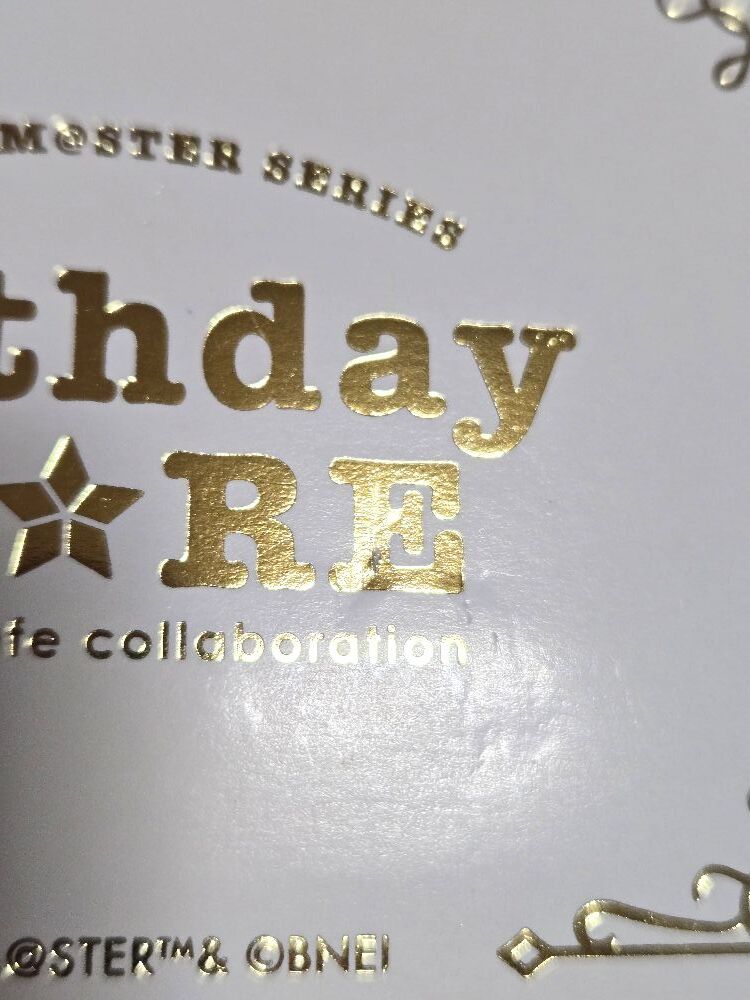 M@STER SERIES
thday
★RE
fe collaboration
@STER™& ©BNEI